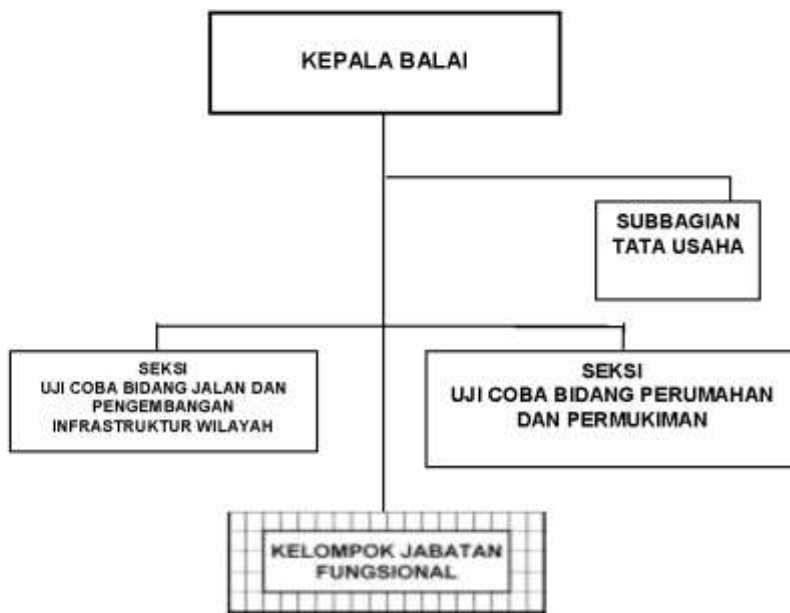 KEPALA BALAI
SUBBAGIAN
TATA USAHA
SEKSI
UJI COBA BIDANG JALAN DAN
PENGEMBANGAN
INFRASTRUKTUR WILAYAH
SEKSI
UJI COBA BIDANG PERUMAHAN
DAN PERMUKIMAN
KELOMPOK JABATAN
FUNGSIONAL